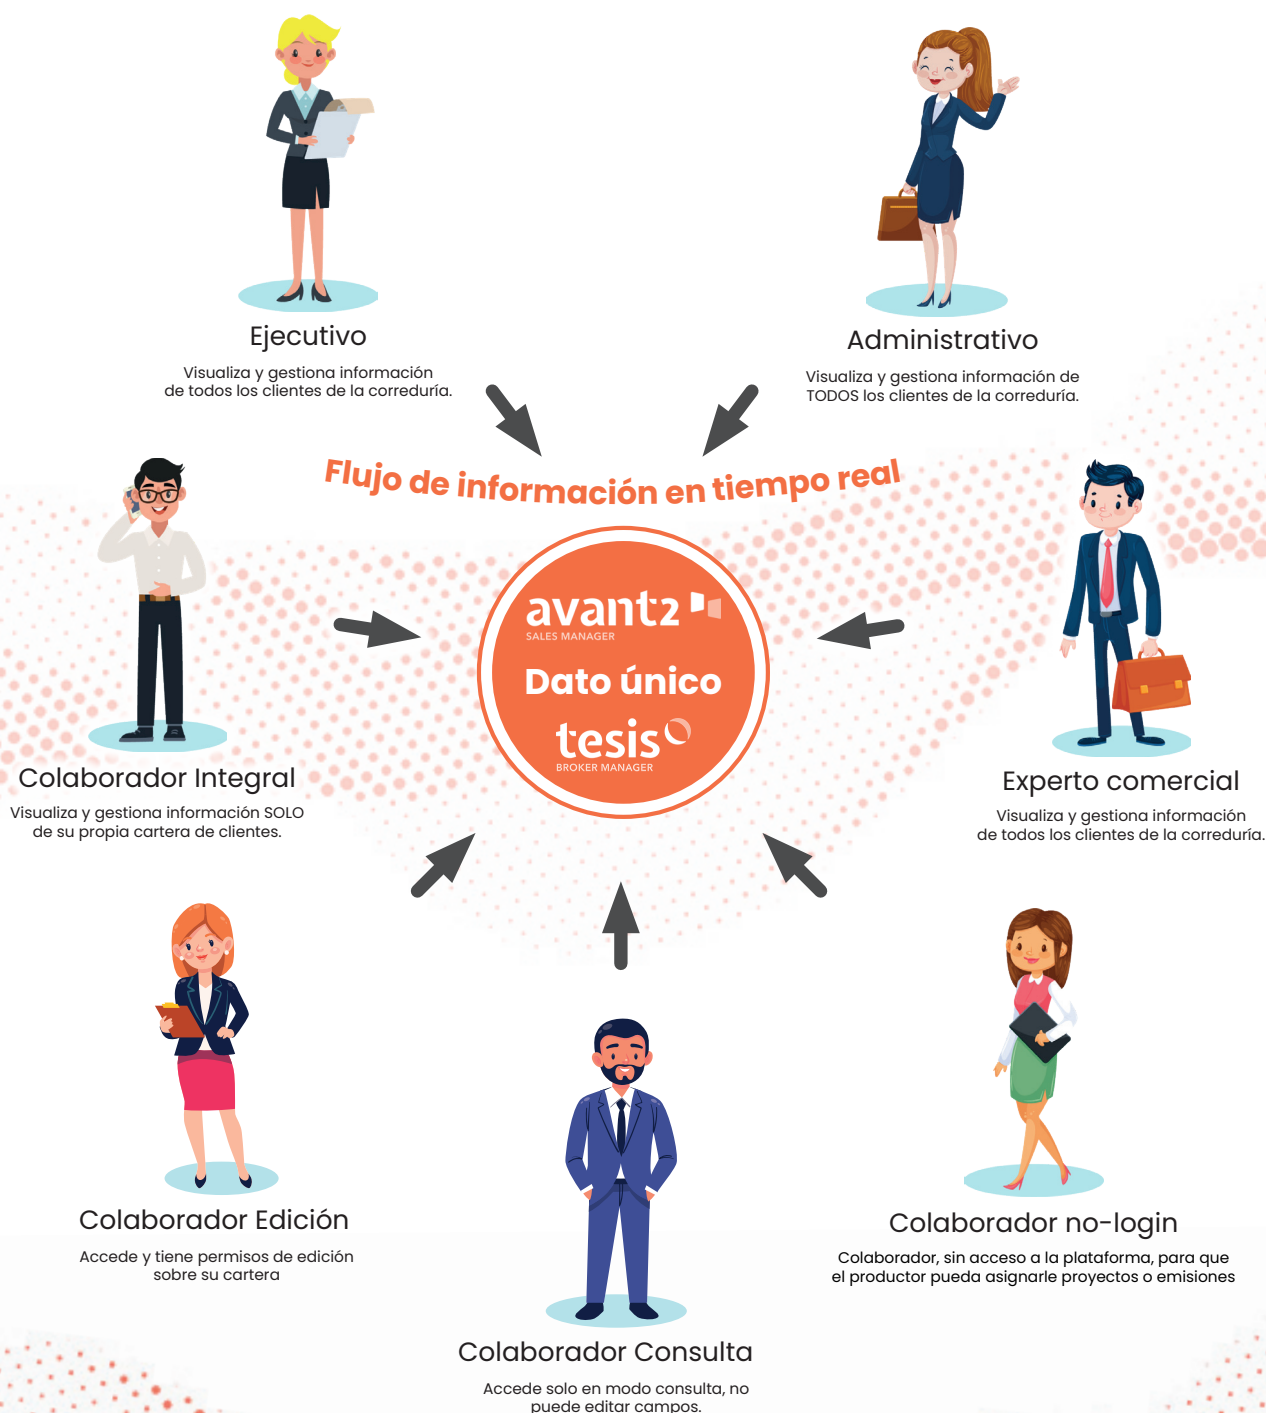 Ejecutivo
Visualiza y gestiona información
de todos los clientes de la correduría.
Administrativo
Visualiza y gestiona información de
TODOS los clientes de la correduría.
Flujo de información en tiempo real
avant2
SALES MANAGER
Dato único
tesis
BROKER MANAGER
Colaborador Integral
Visualiza y gestiona información SOLO
de su propia cartera de clientes.
Experto comercial
Visualiza y gestiona información
de todos los clientes de la correduría.
Colaborador Edición
Accede y tiene permisos de edición
sobre su cartera
Colaborador no-login
Colaborador, sin acceso a la plataforma, para que
el productor pueda asignarle proyectos o emisiones
Colaborador Consulta
Accede solo en modo consulta, no
puede editar campos.